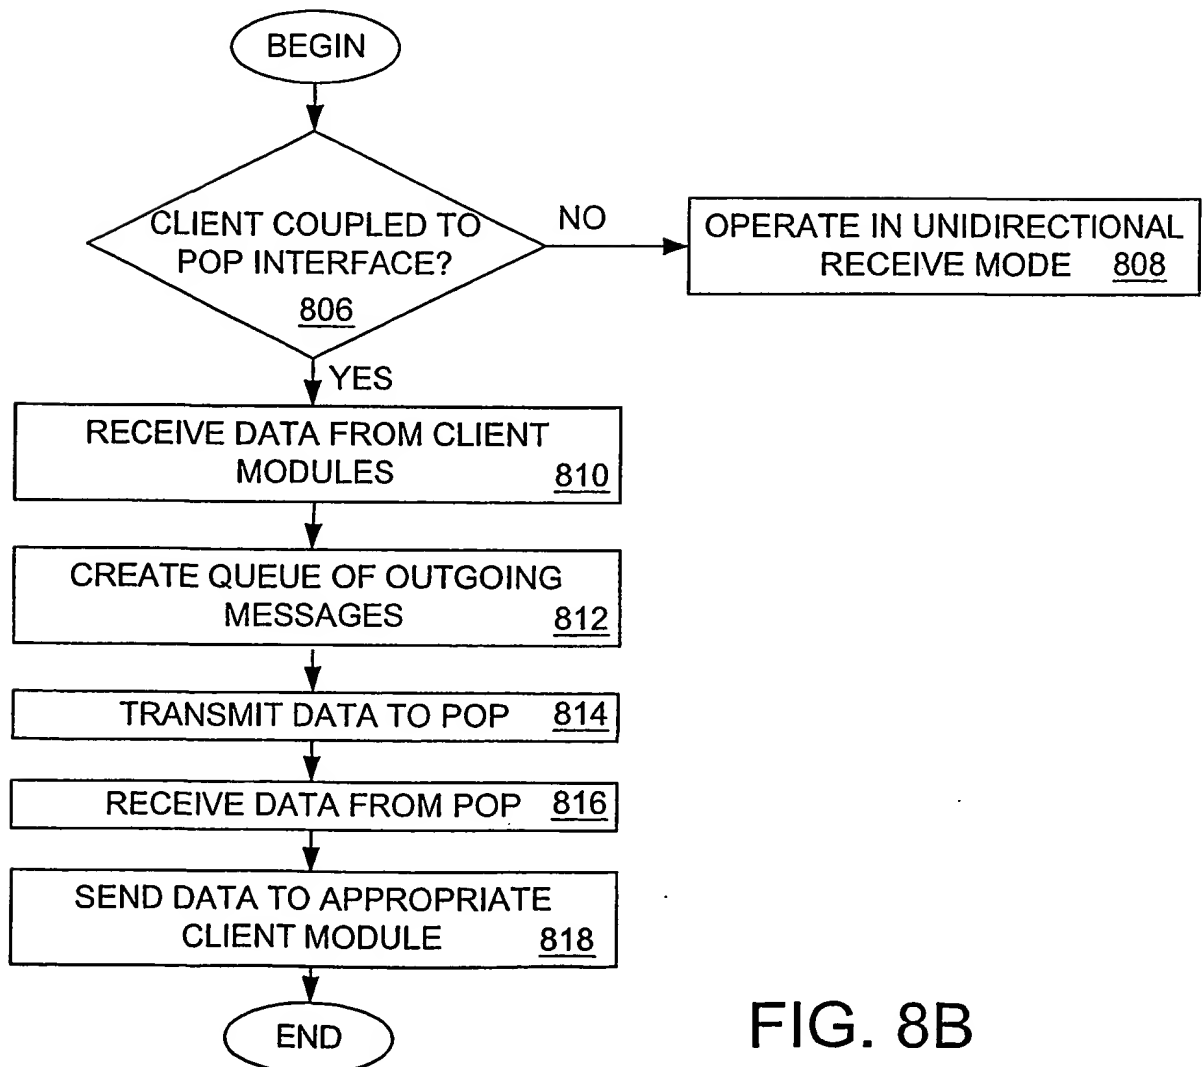 BEGIN
CLIENT COUPLED TO
POP INTERFACE?
806
NO
OPERATE IN UNIDIRECTIONAL
RECEIVE MODE 808
YES
RECEIVE DATA FROM CLIENT
MODULES 810
CREATE QUEUE OF OUTGOING
MESSAGES 812
TRANSMIT DATA TO POP 814
RECEIVE DATA FROM POP 816
SEND DATA TO APPROPRIATE
CLIENT MODULE 818
END
FIG. 8B